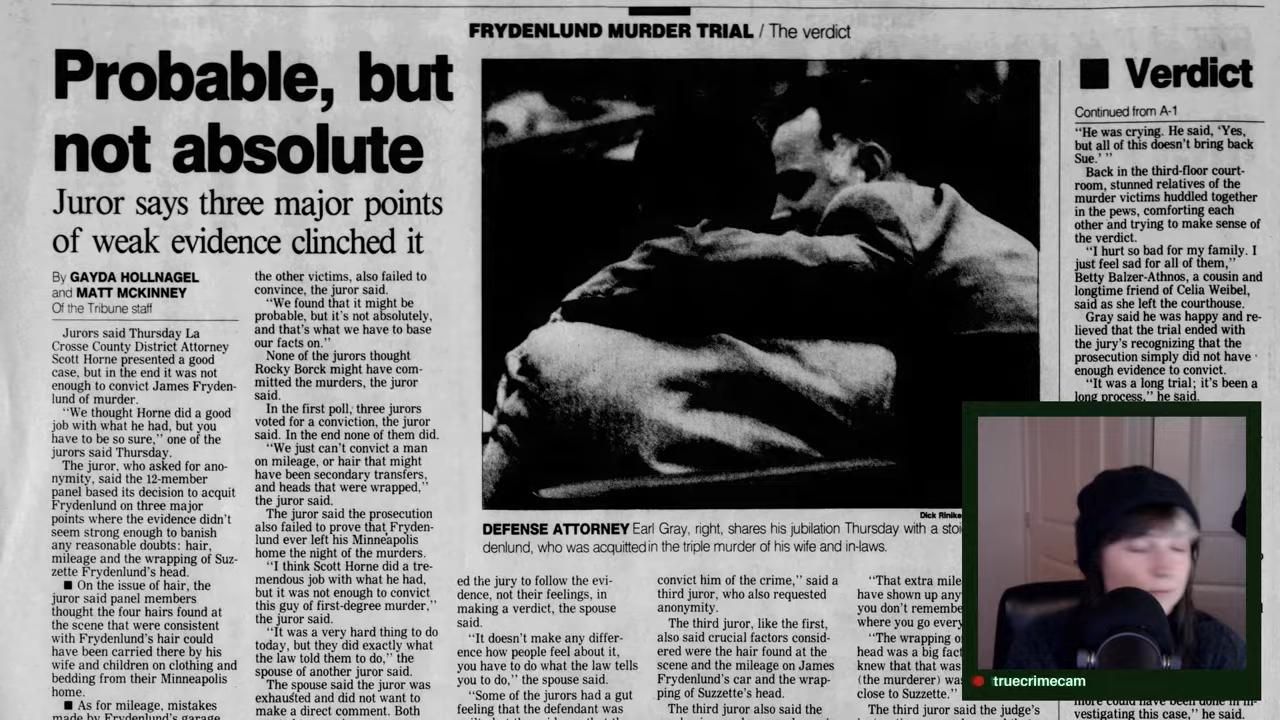 FRYDENLUND MURDER TRIAL / The verdict
Probable, but
not absolute
Juror says three major points
of weak evidence clinched it
By GAYDA HOLLNAGEL
and MATT MCKINNEY
Of the Tribune staff
Jurors said Thursday La
Crosse County District Attorney
Scott Horne presented a good
case, but in the end it was not
enough to convict James Fryden-
lund of murder.
“We thought Horne did a good
job with what he had, but you
have to be so sure,” one of the
jurors said Thursday.
The juror, who asked for ano-
nymity, said the 12-member
panel based its decision to acquit
Frydenlund on three major
points where the evidence didn't
seem strong enough to banish
any reasonable doubts: hair,
mileage and the wrapping of Suz-
zette Frydenlund's head.
■ On the issue of hair, the
juror said panel members
thought the four hairs found at
the scene that were consistent
with Frydenlund's hair could
have been carried there by his
wife and children on clothing and
bedding from their Minneapolis
home.
■ As for mileage, mistakes
made by Frydenlund's garage
the other victims, also failed to
convince, the juror said.
“We found that it might be
probable, but it's not absolutely,
and that's what we have to base
our facts on.”
None of the jurors thought
Rocky Borck might have com-
mitted the murders, the juror
said.
In the first poll, three jurors
voted for a conviction, the juror
said. In the end none of them did.
“We just can't convict a man
on mileage, or hair that might
have been secondary transfers,
and heads that were wrapped,”
the juror said.
The juror said the prosecution
also failed to prove that Fryden-
lund ever left his Minneapolis
home the night of the murders.
“I think Scott Horne did a tre-
mendous job with what he had,
but it was not enough to convict
this guy of first-degree murder,”
the juror said.
“It was a very hard thing to do
today, but they did exactly what
the law told them to do,” the
spouse of another juror said.
The spouse said the juror was
exhausted and did not want to
make a direct comment. Both
Dick Rinike
DEFENSE ATTORNEY Earl Gray, right, shares his jubilation Thursday with a stoi
denlund, who was acquitted in the triple murder of his wife and in-laws.
ed the jury to follow the evi-
dence, not their feelings, in
making a verdict, the spouse
said.
“It doesn't make any differ-
ence how people feel about it,
you have to do what the law tells
you to do,” the spouse said.
“Some of the jurors had a gut
feeling that the defendant was
convict him of the crime,” said a
third juror, who also requested
anonymity.
The third juror, like the first,
also said crucial factors consid-
ered were the hair found at the
scene and the mileage on James
Frydenlund's car and the wrap-
ping of Suzette's head.
The third juror also said the
“That extra mile
have shown up any
you don't remembe
where you go every
“The wrapping o
head was a big fact
knew that that was
(the murderer) was
close to Suzette.”
The third juror said the judge's
■ Verdict
Continued from A-1
“He was crying. He said, ‘Yes,
but all of this doesn't bring back
Sue.’ ”
Back in the third-floor court-
room, stunned relatives of the
murder victims huddled together
in the pews, comforting each
other and trying to make sense of
the verdict.
“I hurt so bad for my family. I
just feel sad for all of them,”
Betty Balzer-Athnos, a cousin and
longtime friend of Celia Weibel,
said as she left the courthouse.
Gray said he was happy and re-
lieved that the trial ended with
the jury's recognizing that the
prosecution simply did not have
enough evidence to convict.
“It was a long trial; it's been a
long process,” he said.
truecrimecam
more could have been done in in-
vestigating this case,” he said.